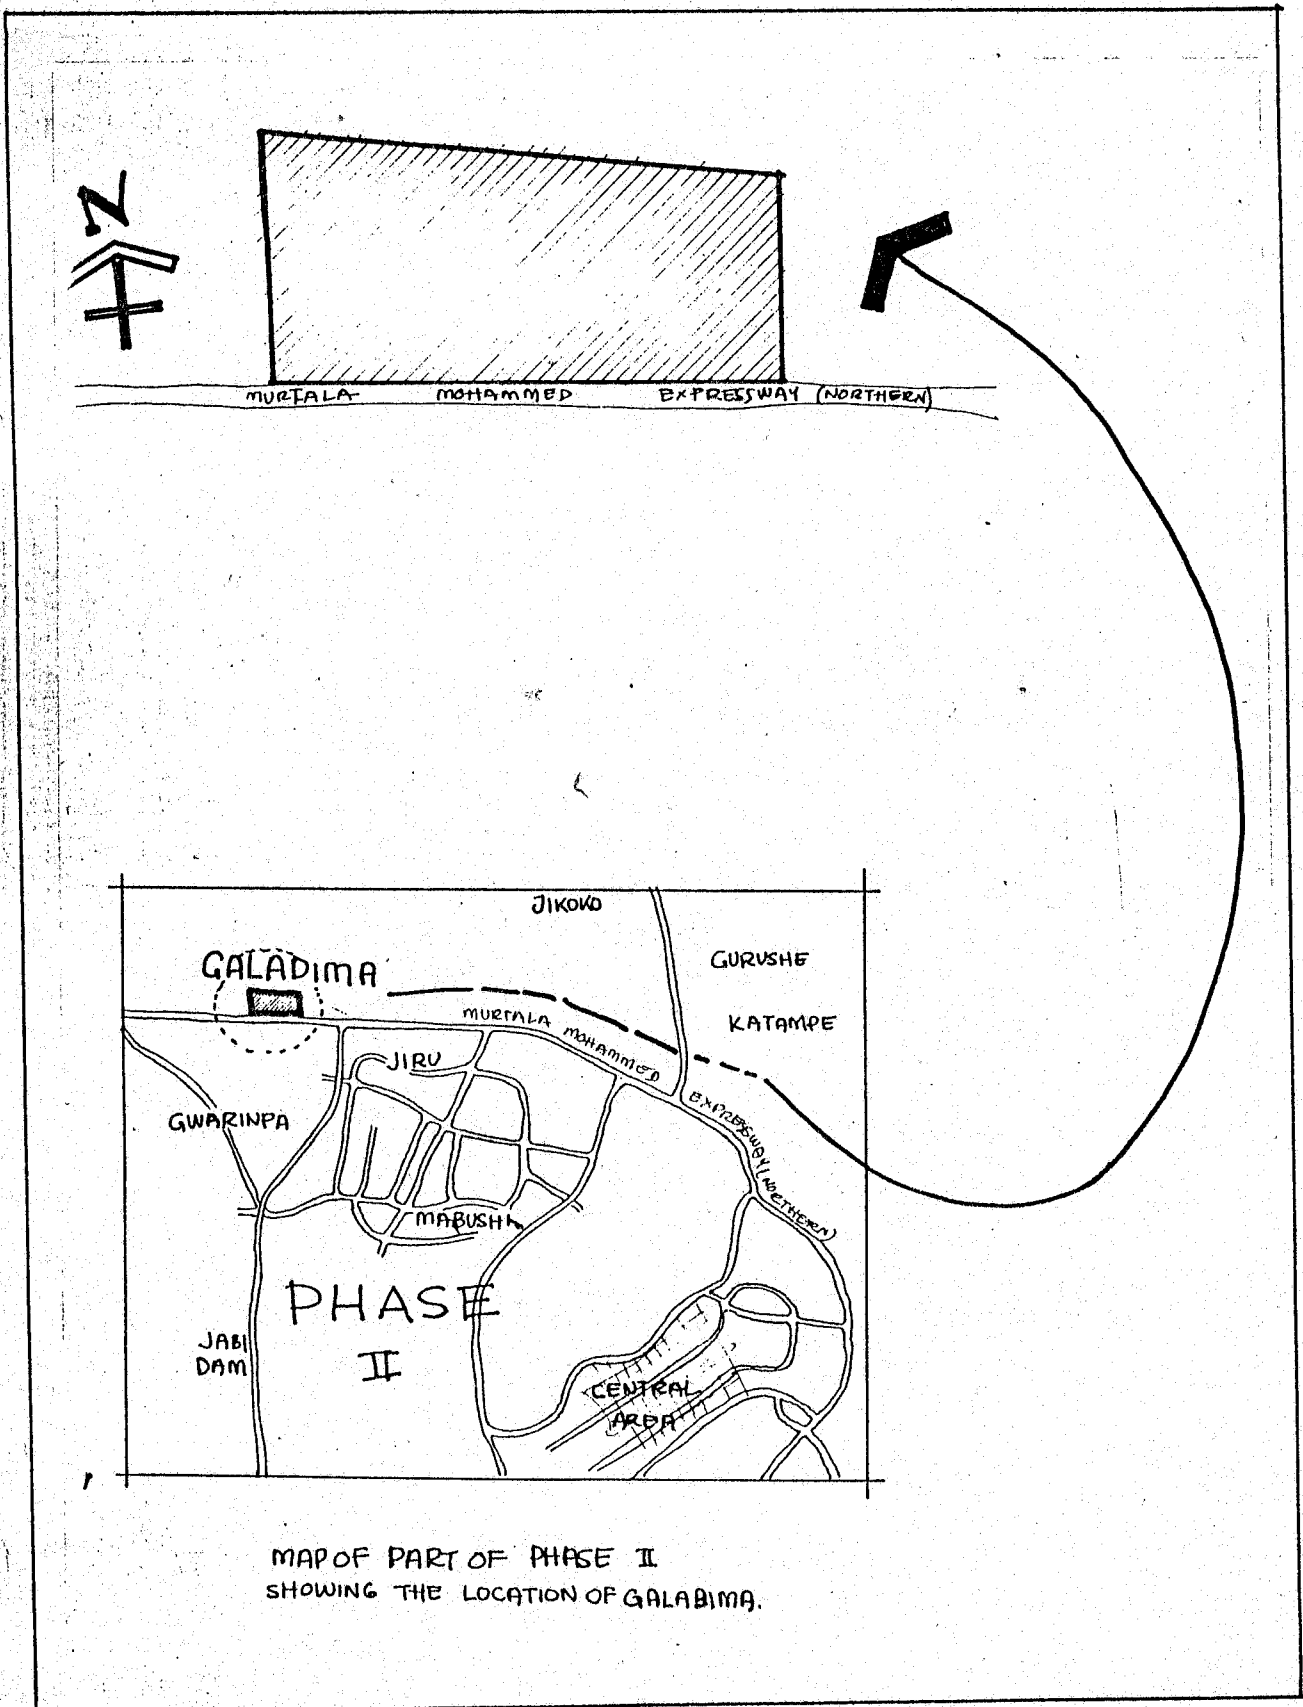 N
MURTALA MOHAMMED EXPRESSWAY (NORTHERN)
JIKOKO
GALADIMA
GURUSHE
KATAMPE
MURTALA MOHAMMED EXPRESSWAY (NORTHERN)
JIRU
GWARINPA
MABUSHI
PHASE
II
JABI
DAM
CENTRAL
AREA
MAP OF PART OF PHASE II
SHOWING THE LOCATION OF GALADIMA.